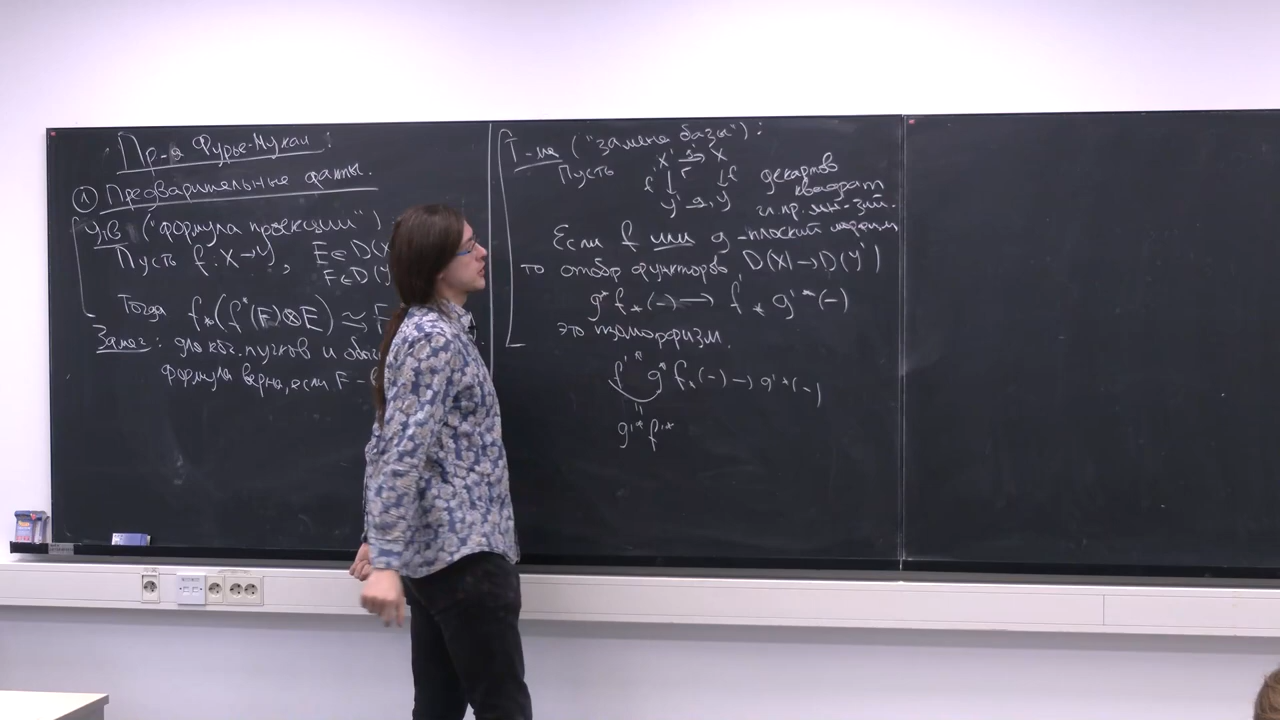 Пр-я Фурье-Мукаи:
① Предварительные факты.
Утв ("формула проекции")
Пусть f: X→Y, E∈D(X
F∈D(Y
Тогда f_*(f^*(F)⊗E) ≃ F
Замеч: для ког. пучков и обыч
формула верна, если F -
Т-ма ("замена базы"):
Пусть
X' →^{g'} X
f' ↓ ↓ f
Y' →^{g} Y
декартов
квадрат
гл. пр. мн-зий.
Если f или g - плоский морфизм
то отобр функторов D(X)→D(Y')
g^* f_*(-) → f'_* g'^*(-)
это изоморфизм.
f'^* g^* f_*(-) → g'^*(-)
g'^* f^*